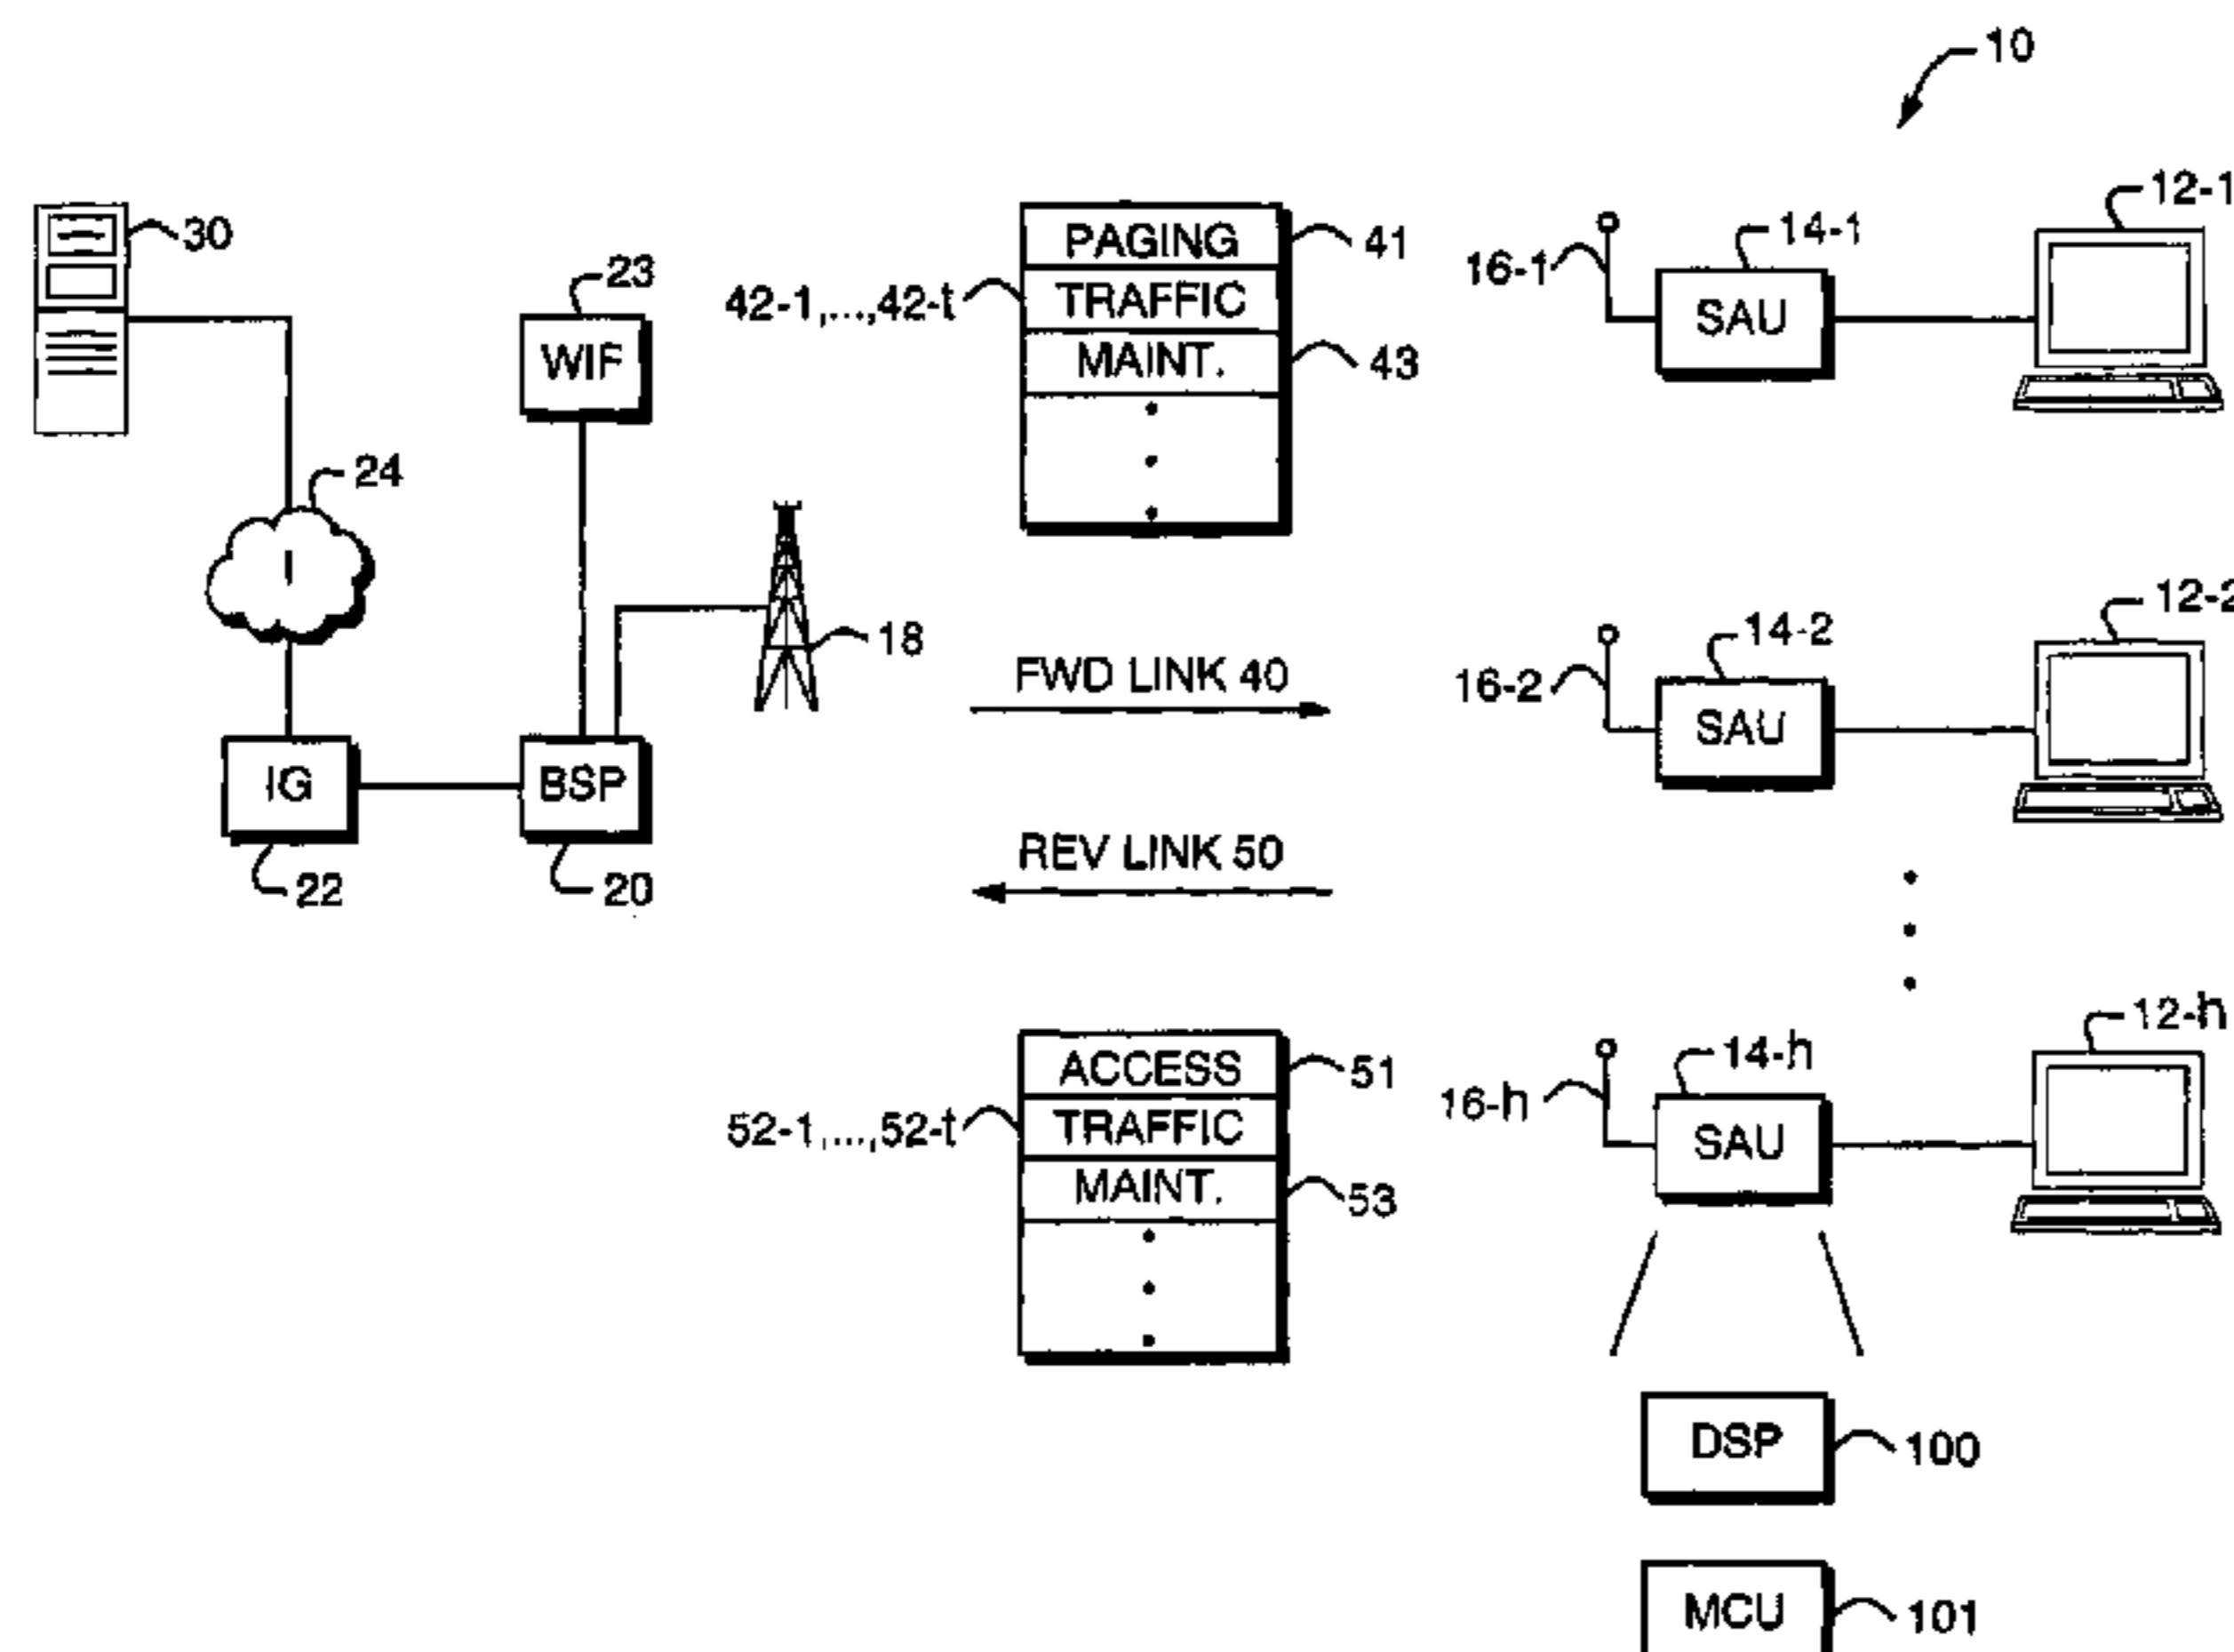 10
30
23
WIF
24
I
IG
22
BSP
20
18
PAGING
41
42-1,...,42-t
TRAFFIC
MAINT.
43
FWD LINK 40
REV LINK 50
ACCESS
51
52-1,...,52-t
TRAFFIC
MAINT.
53
16-1
14-1
SAU
12-1
16-2
14-2
SAU
12-2
16-h
14-h
SAU
12-h
DSP
100
MCU
101